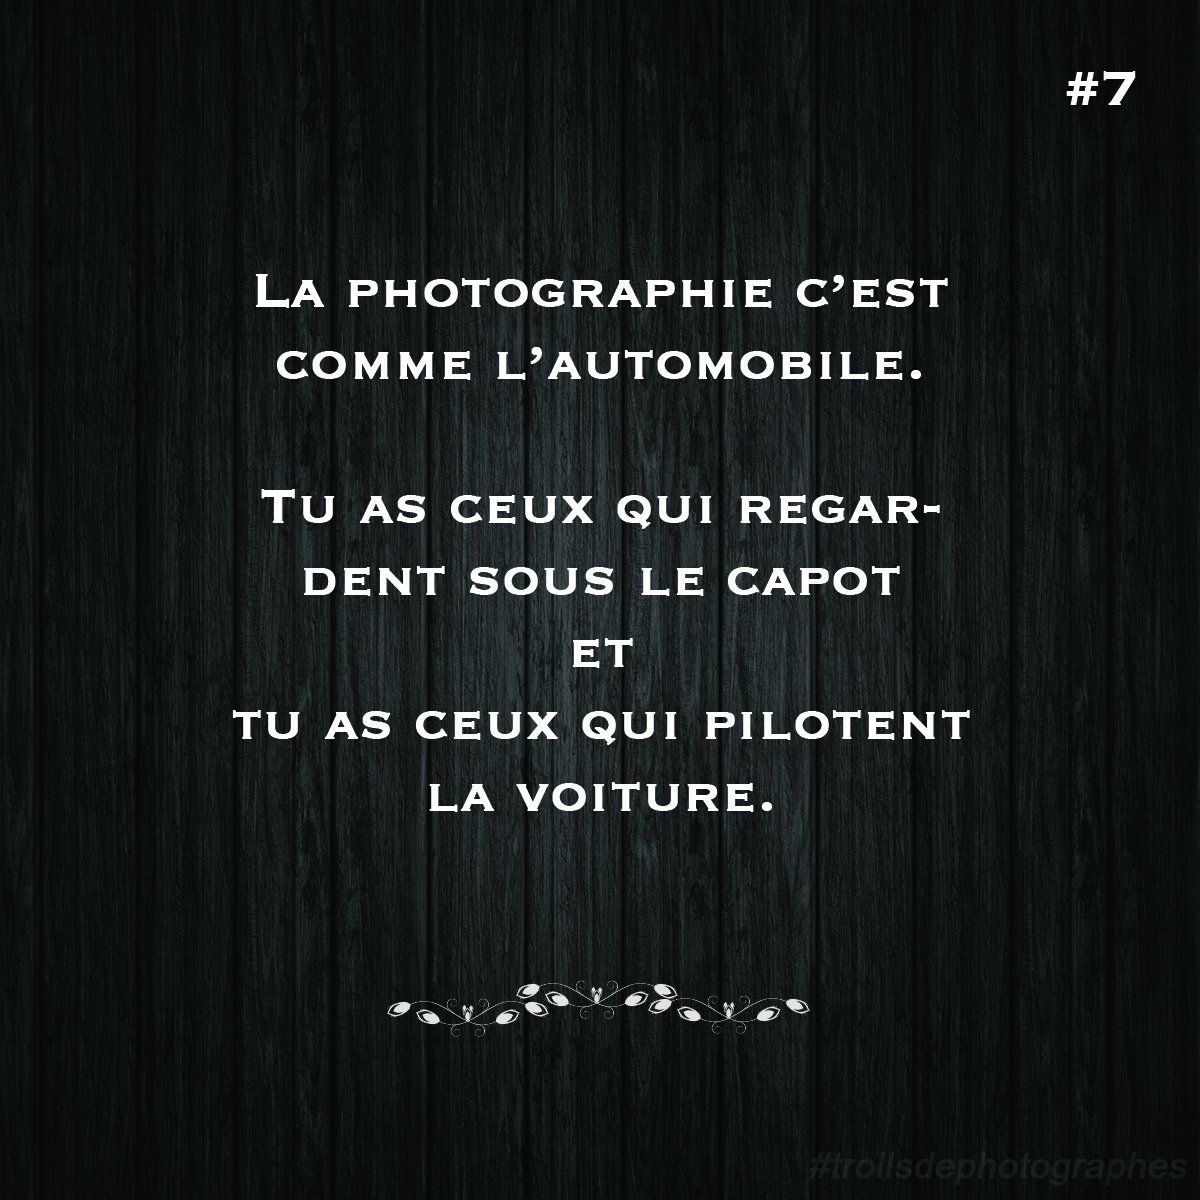 #7
La photographie c’est
comme l’automobile.
Tu as ceux qui regar-
dent sous le capot
et
tu as ceux qui pilotent
la voiture.
#trollsdephotographes